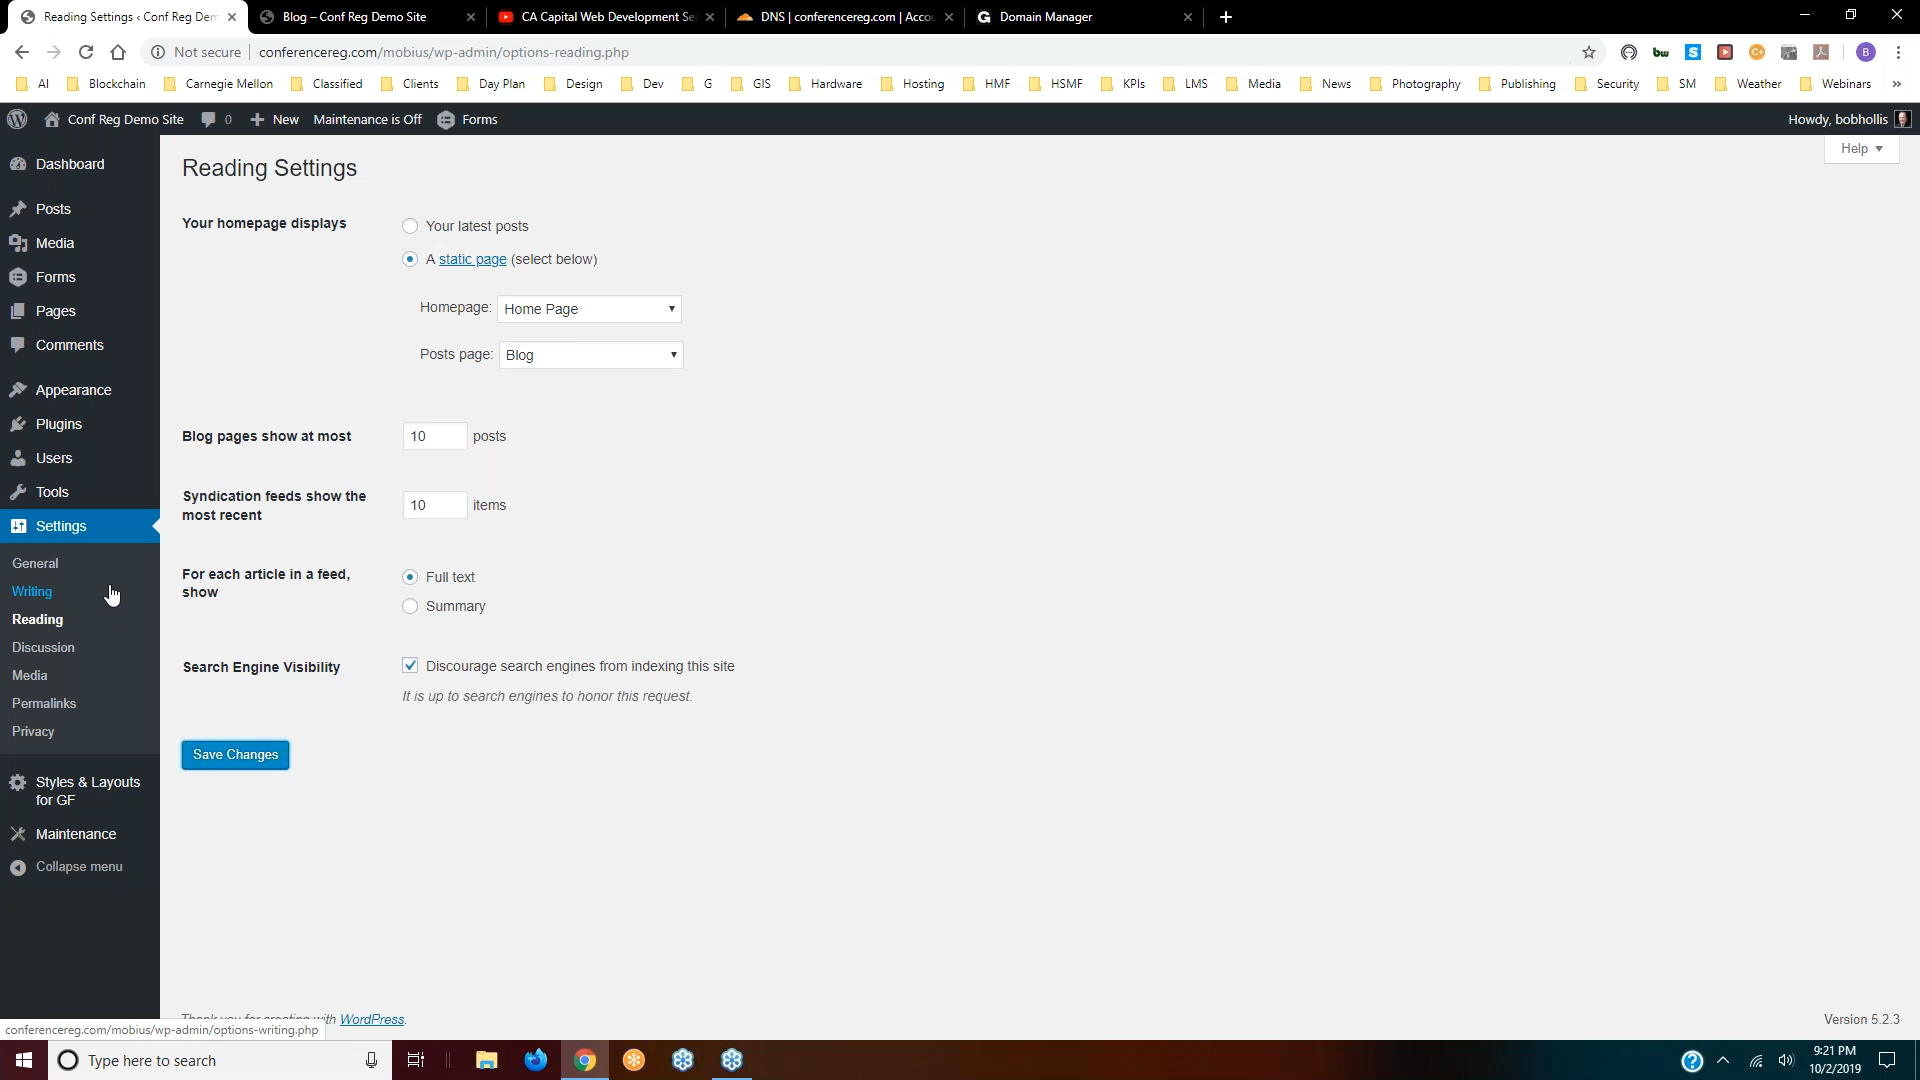 Reading Settings ‹ Conf Reg Dem
Blog – Conf Reg Demo Site
CA Capital Web Development Se
DNS | conferencereg.com | Accou
G Domain Manager
Not secure
conferencereg.com/mobius/wp-admin/options-reading.php
B
AI
Blockchain
Carnegie Mellon
Classified
Clients
Day Plan
Design
Dev
G
GIS
Hardware
Hosting
HMF
HSMF
KPIs
LMS
Media
News
Photography
Publishing
Security
SM
Weather
Webinars
»
Conf Reg Demo Site
0
New
Maintenance is Off
Forms
Howdy, bobhollis
Help
Dashboard
Posts
Media
Forms
Pages
Comments
Appearance
Plugins
Users
Tools
Settings
General
Writing
Reading
Discussion
Media
Permalinks
Privacy
Styles & Layouts
for GF
Maintenance
Collapse menu
Reading Settings
Your homepage displays
Your latest posts
A static page (select below)
Homepage: Home Page
Posts page: Blog
Blog pages show at most
10 posts
Syndication feeds show the
most recent
10 items
For each article in a feed,
show
Full text
Summary
Search Engine Visibility
Discourage search engines from indexing this site
It is up to search engines to honor this request.
Save Changes
Thank you for creating with WordPress.
Version 5.2.3
conferencereg.com/mobius/wp-admin/options-writing.php
Type here to search
9:21 PM
10/2/2019